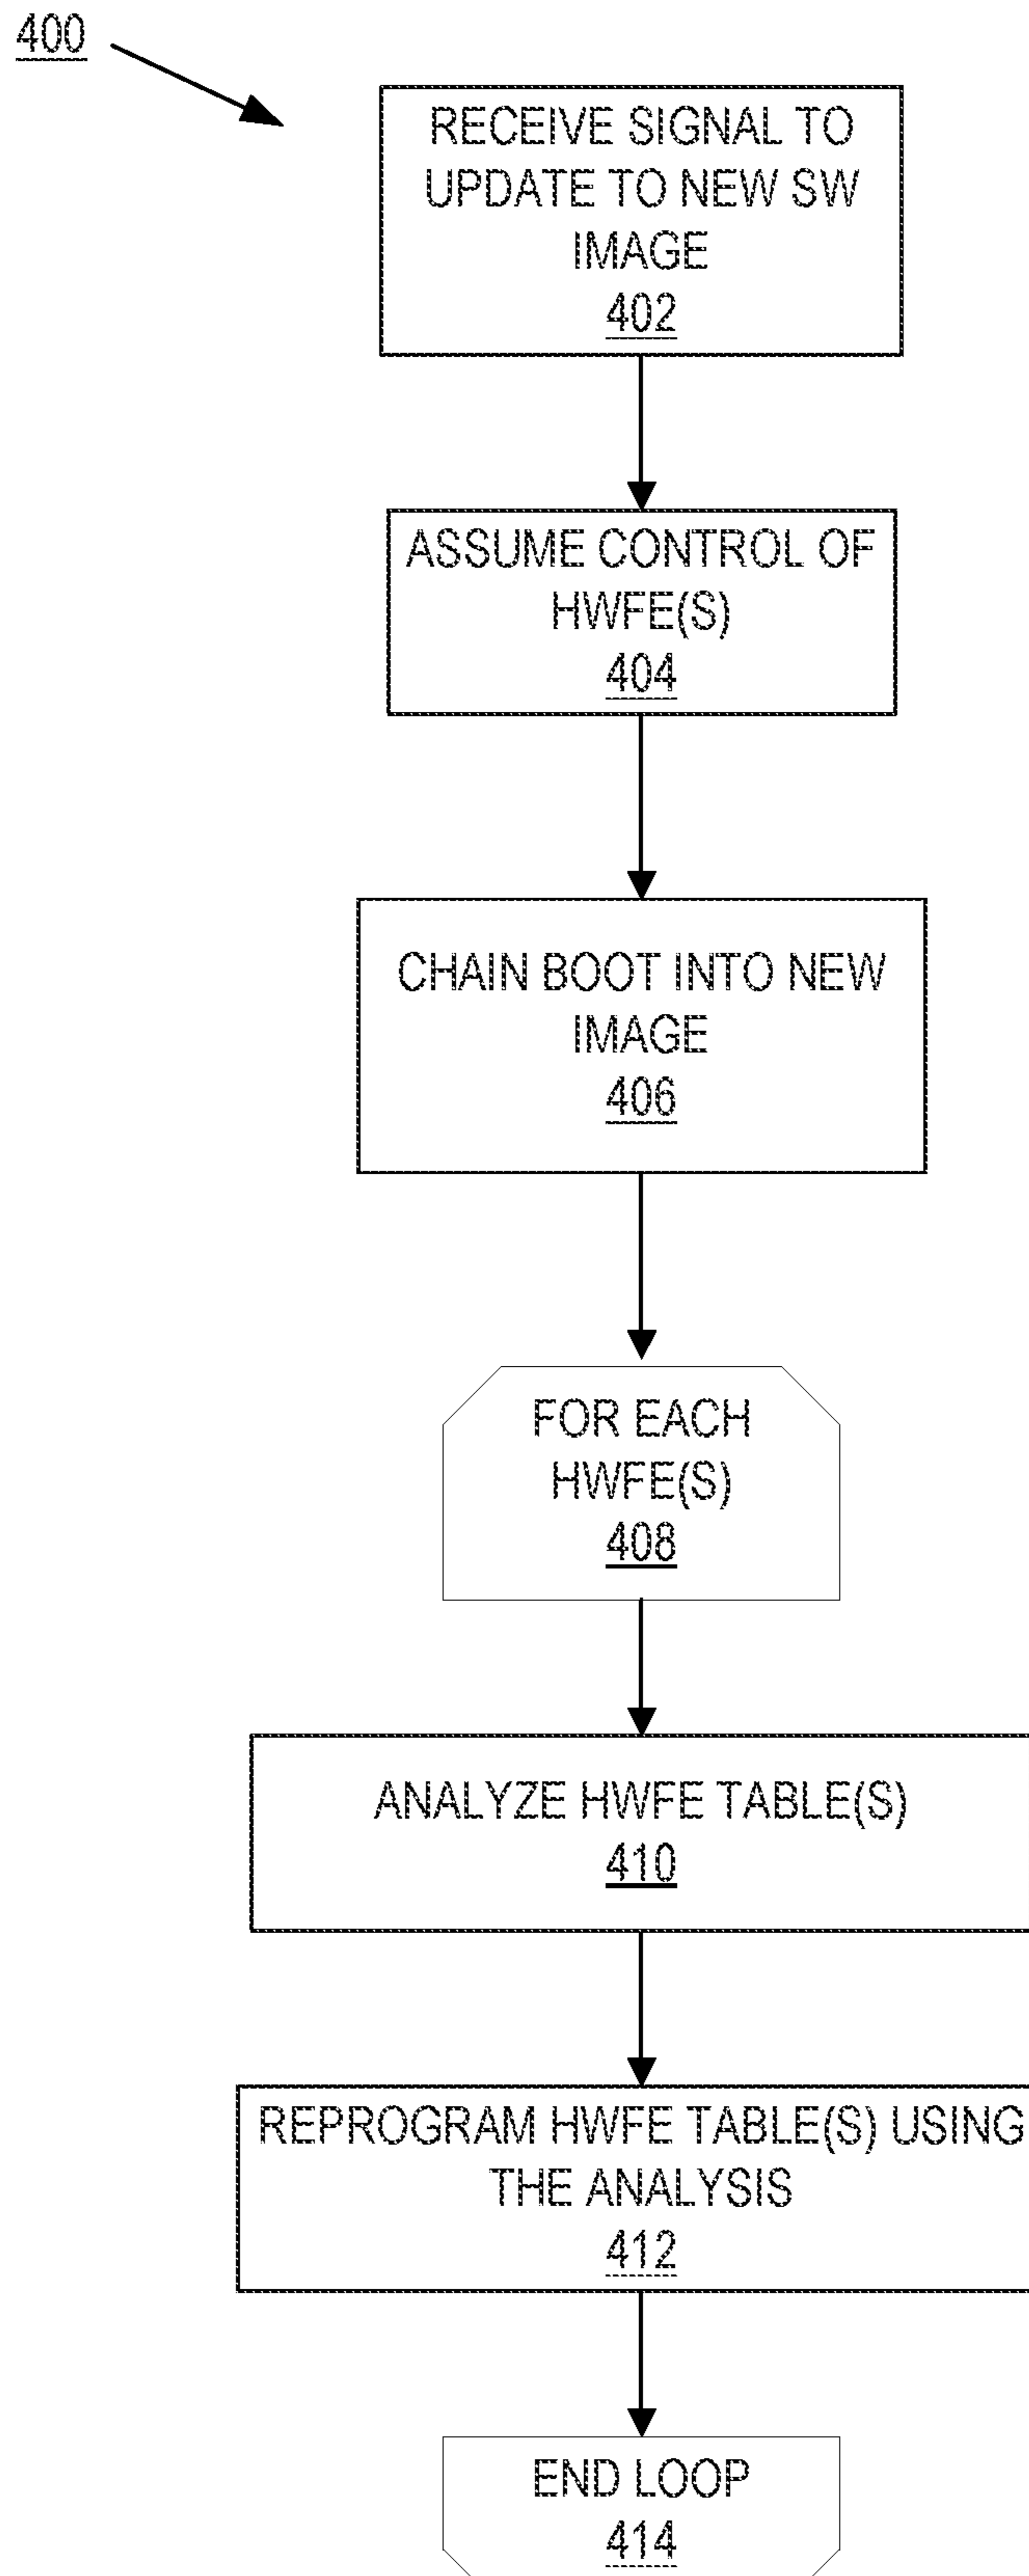 400
RECEIVE SIGNAL TO
UPDATE TO NEW SW
IMAGE
402
ASSUME CONTROL OF
HWFE(S)
404
CHAIN BOOT INTO NEW
IMAGE
406
FOR EACH
HWFE(S)
408
ANALYZE HWFE TABLE(S)
410
REPROGRAM HWFE TABLE(S) USING
THE ANALYSIS
412
END LOOP
414